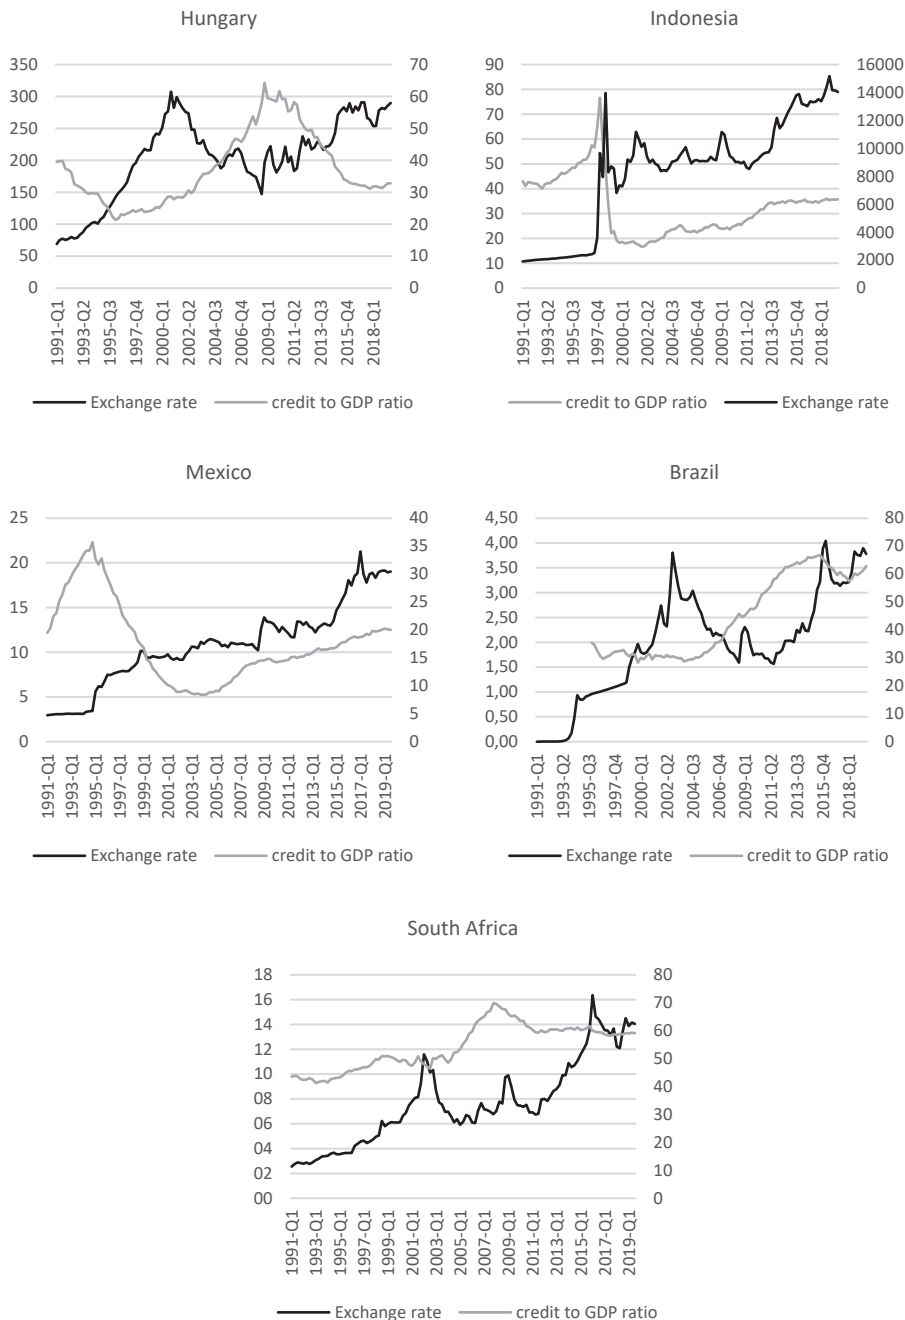 Hungary
350
300
250
200
150
100
50
0
70
60
50
40
30
20
10
0
1991-Q1
1993-Q2
1995-Q3
1997-Q4
2000-Q1
2002-Q2
2004-Q3
2006-Q4
2009-Q1
2011-Q2
2013-Q3
2015-Q4
2018-Q1
Exchange rate credit to GDP ratio
Indonesia
90
80
70
60
50
40
30
20
10
0
16000
14000
12000
10000
8000
6000
4000
2000
0
1991-Q1
1993-Q2
1995-Q3
1997-Q4
2000-Q1
2002-Q2
2004-Q3
2006-Q4
2009-Q1
2011-Q2
2013-Q3
2015-Q4
2018-Q1
credit to GDP ratio Exchange rate
Mexico
25
20
15
10
5
0
40
35
30
25
20
15
10
5
0
1991-Q1
1993-Q1
1995-Q1
1997-Q1
1999-Q1
2001-Q1
2003-Q1
2005-Q1
2007-Q1
2009-Q1
2011-Q1
2013-Q1
2015-Q1
2017-Q1
2019-Q1
Exchange rate credit to GDP ratio
Brazil
4,50
4,00
3,50
3,00
2,50
2,00
1,50
1,00
0,50
0,00
80
70
60
50
40
30
20
10
0
1991-Q1
1993-Q2
1995-Q3
1997-Q4
2000-Q1
2002-Q2
2004-Q3
2006-Q4
2009-Q1
2011-Q2
2013-Q3
2015-Q4
2018-Q1
Exchange rate credit to GDP ratio
South Africa
18
16
14
12
10
08
06
04
02
00
80
70
60
50
40
30
20
10
0
1991-Q1
1993-Q1
1995-Q1
1997-Q1
1999-Q1
2001-Q1
2003-Q1
2005-Q1
2007-Q1
2009-Q1
2011-Q1
2013-Q1
2015-Q1
2017-Q1
2019-Q1
Exchange rate credit to GDP ratio